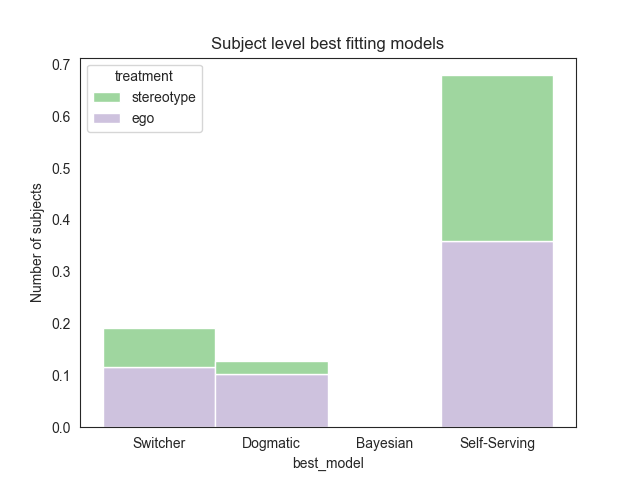 Subject level best fitting models
treatment
stereotype
ego
Number of subjects
0.7
0.6
0.5
0.4
0.3
0.2
0.1
0.0
Switcher
Dogmatic
Bayesian
Self-Serving
best_model